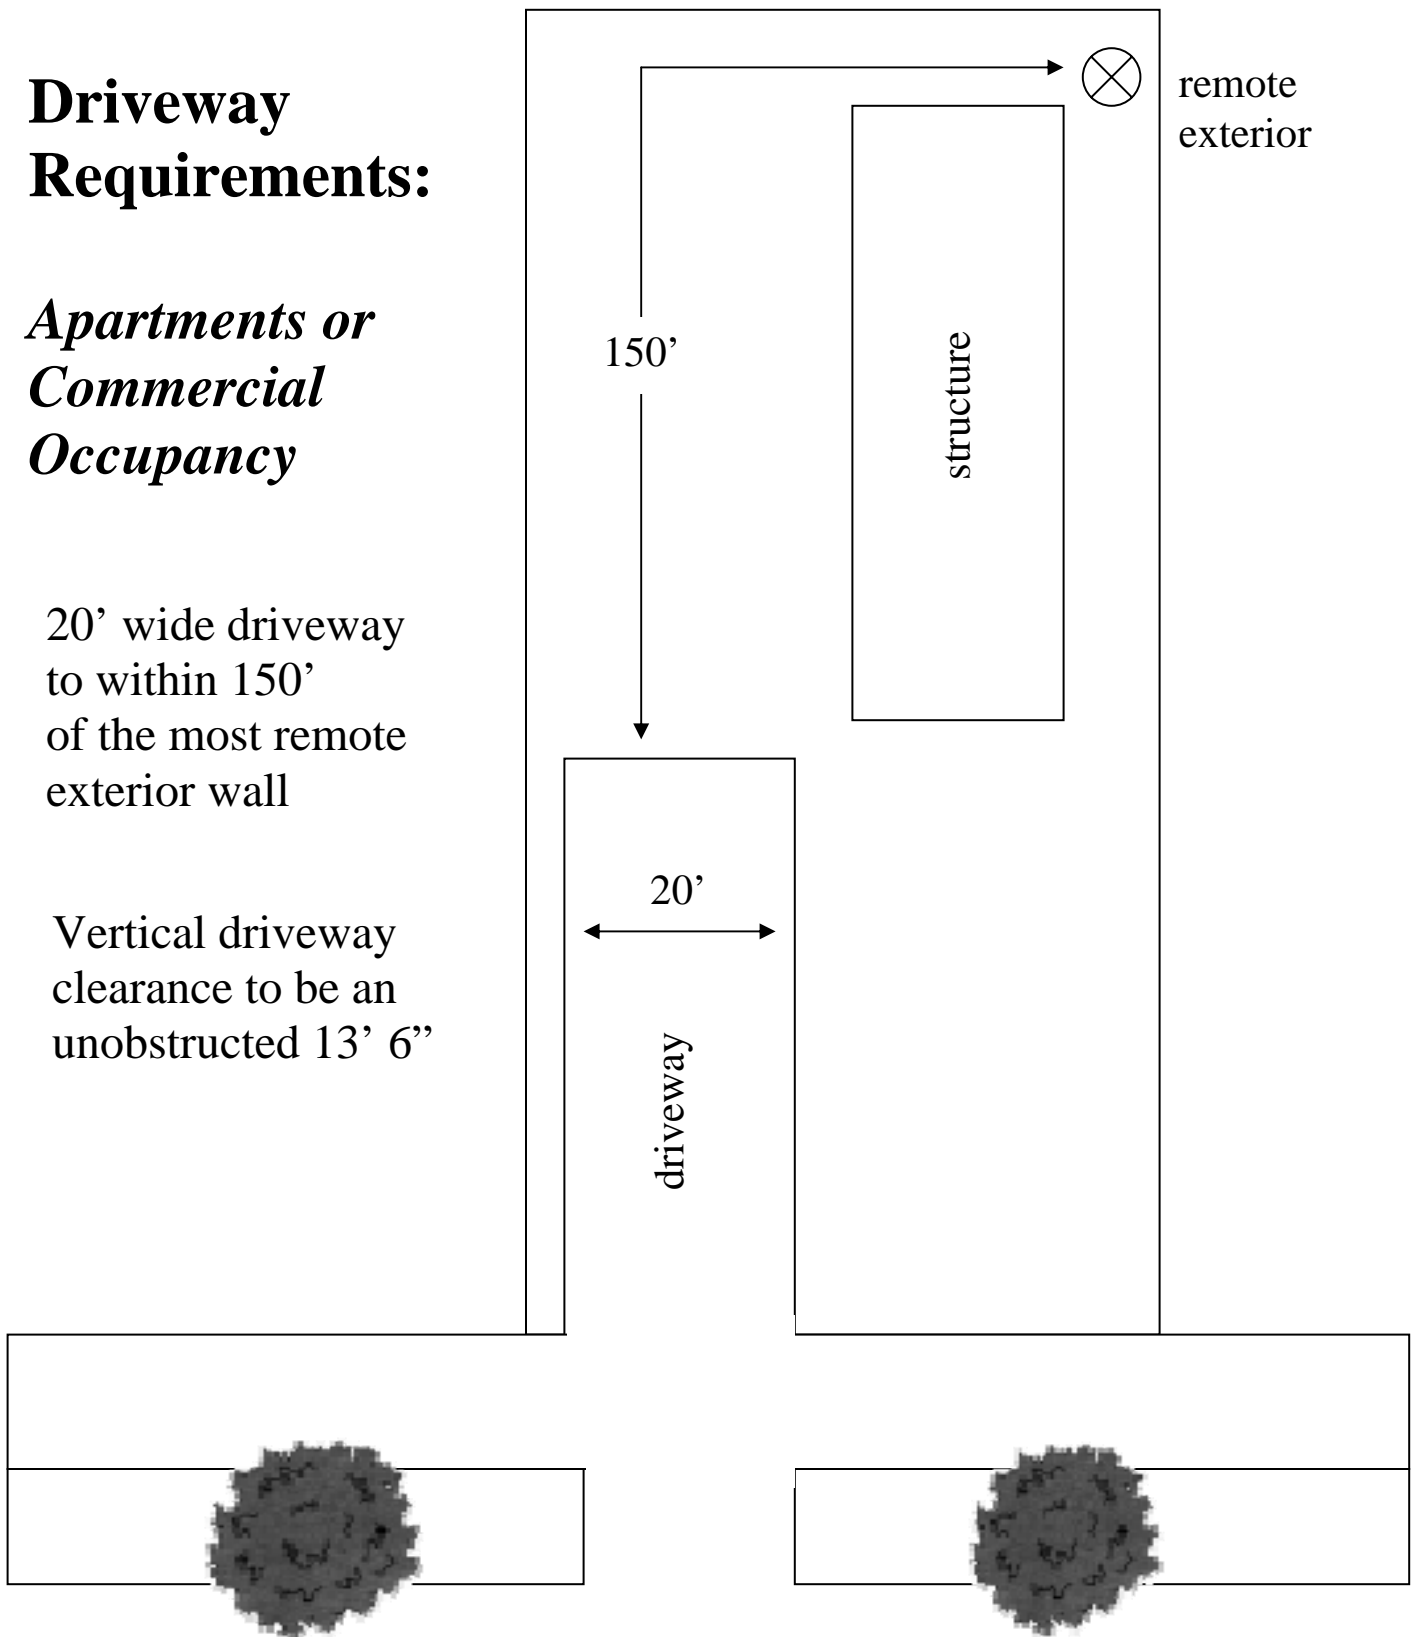 Driveway
Requirements:
Apartments or
Commercial
Occupancy
20’ wide driveway
to within 150’
of the most remote
exterior wall
Vertical driveway
clearance to be an
unobstructed 13’ 6”
remote
exterior
150’
structure
20’
driveway